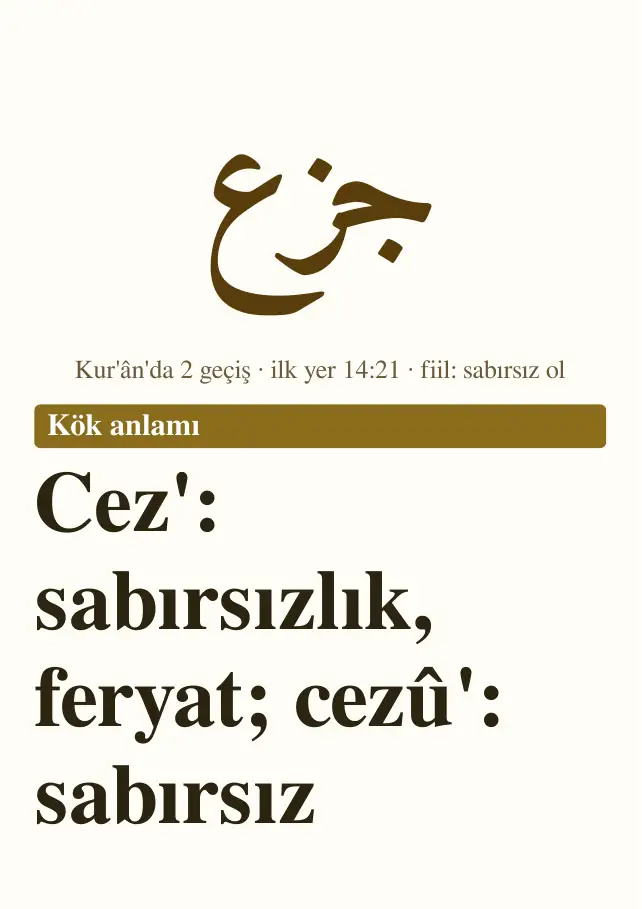 جزع
Kur'ân'da 2 geçiş · ilk yer 14:21 · fiil: sabırsız ol
Kök anlamı
Cez':
sabırsızlık,
feryat; cezû':
sabırsız